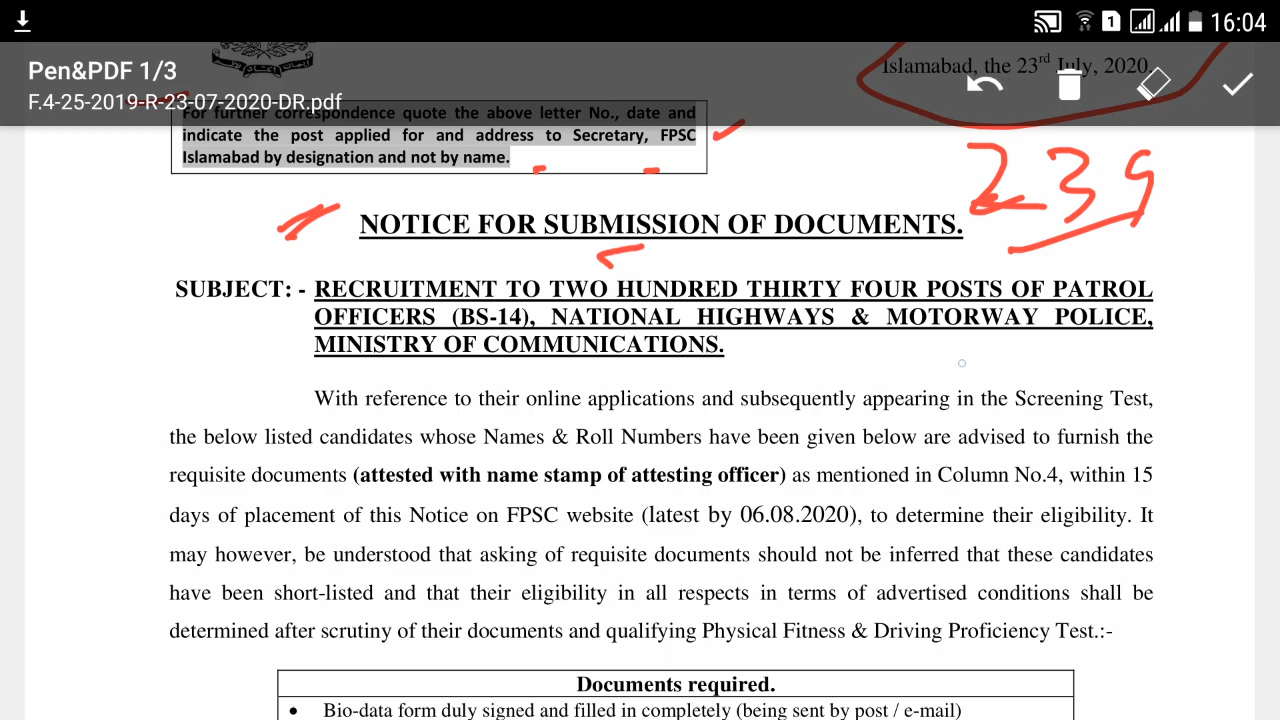 16:04
1
Pen&PDF 1/3
F.4-25-2019-R-23-07-2020-DR.pdf
Islamabad, the 23rd July, 2020.
For further correspondence quote the above letter No., date and
indicate the post applied for and address to Secretary, FPSC
Islamabad by designation and not by name.
239
NOTICE FOR SUBMISSION OF DOCUMENTS.
SUBJECT: - RECRUITMENT TO TWO HUNDRED THIRTY FOUR POSTS OF PATROL
OFFICERS (BS-14), NATIONAL HIGHWAYS & MOTORWAY POLICE,
MINISTRY OF COMMUNICATIONS.
With reference to their online applications and subsequently appearing in the Screening Test,
the below listed candidates whose Names & Roll Numbers have been given below are advised to furnish the
requisite documents (attested with name stamp of attesting officer) as mentioned in Column No.4, within 15
days of placement of this Notice on FPSC website (latest by 06.08.2020), to determine their eligibility. It
may however, be understood that asking of requisite documents should not be inferred that these candidates
have been short-listed and that their eligibility in all respects in terms of advertised conditions shall be
determined after scrutiny of their documents and qualifying Physical Fitness & Driving Proficiency Test.:-
Documents required.
• Bio-data form duly signed and filled in completely (being sent by post / e-mail)